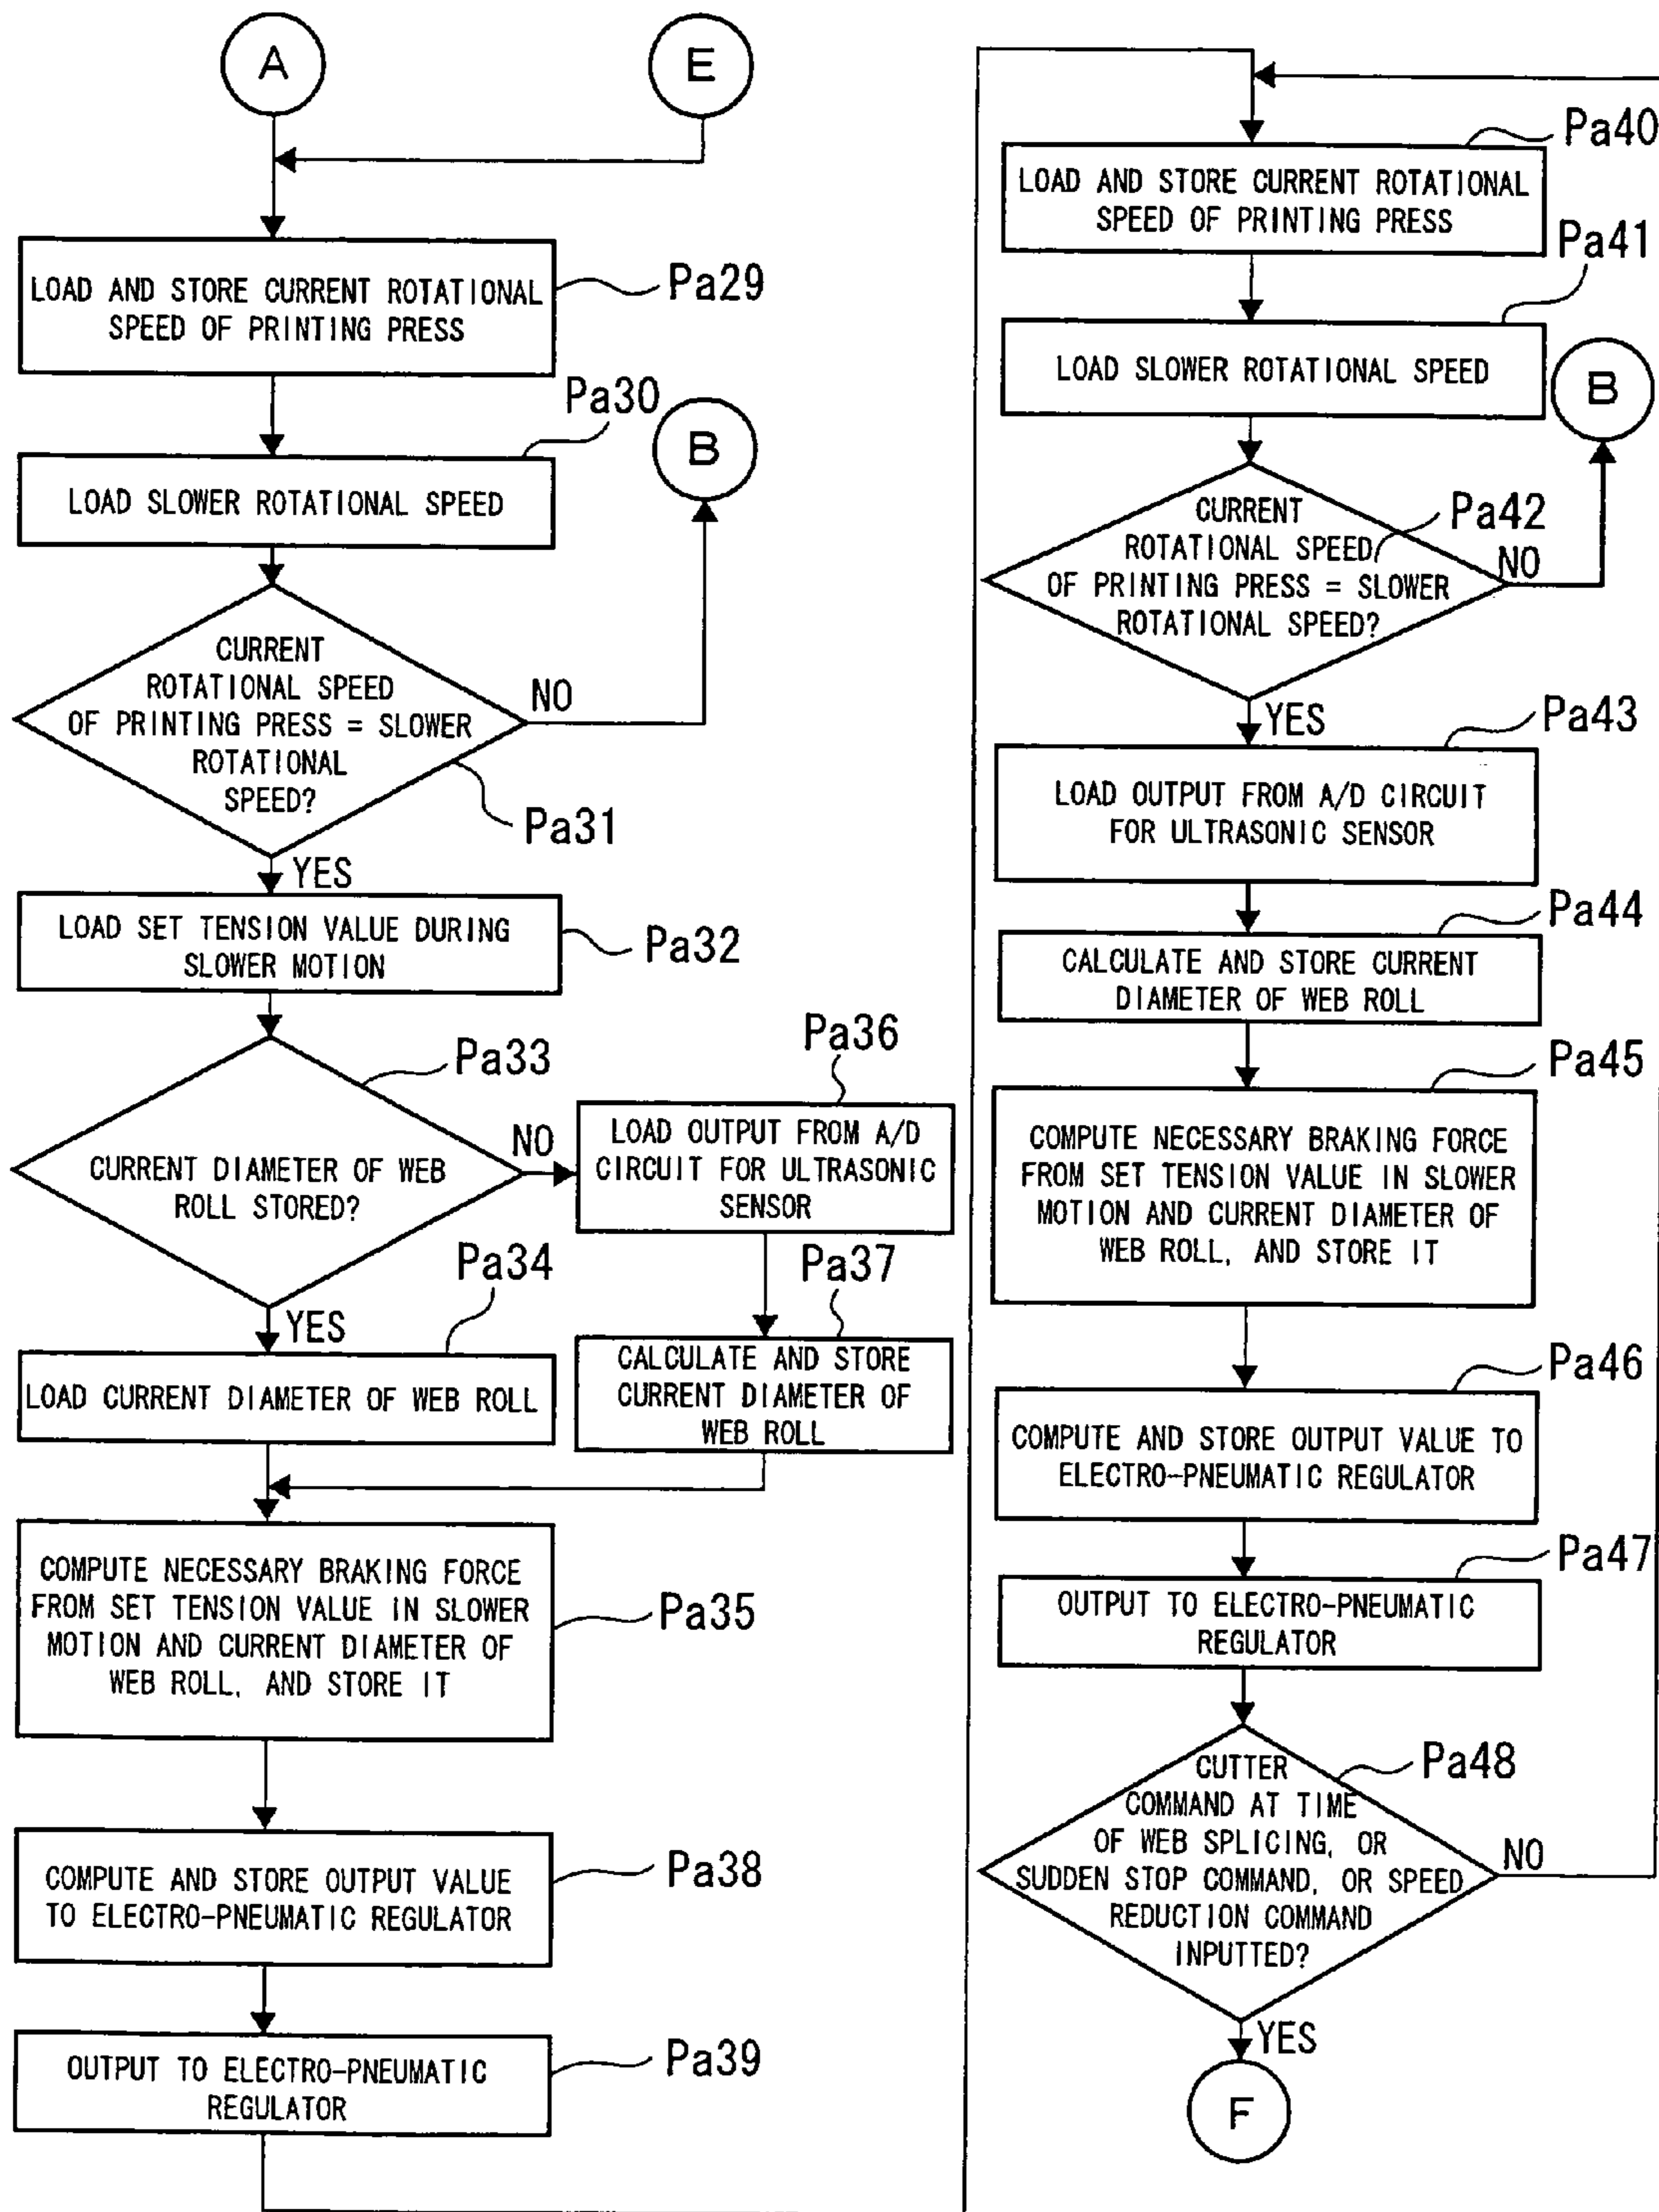 A
E
LOAD AND STORE CURRENT ROTATIONAL
SPEED OF PRINTING PRESS
Pa29
Pa30
LOAD SLOWER ROTATIONAL SPEED
B
CURRENT
ROTATIONAL SPEED
OF PRINTING PRESS = SLOWER
ROTATIONAL
SPEED?
NO
Pa31
YES
LOAD SET TENSION VALUE DURING
SLOWER MOTION
Pa32
Pa33
CURRENT DIAMETER OF WEB
ROLL STORED?
NO
Pa36
LOAD OUTPUT FROM A/D
CIRCUIT FOR ULTRASONIC
SENSOR
Pa34
YES
LOAD CURRENT DIAMETER OF WEB ROLL
Pa37
CALCULATE AND STORE
CURRENT DIAMETER OF
WEB ROLL
COMPUTE NECESSARY BRAKING FORCE
FROM SET TENSION VALUE IN SLOWER
MOTION AND CURRENT DIAMETER OF
WEB ROLL, AND STORE IT
Pa35
COMPUTE AND STORE OUTPUT VALUE
TO ELECTRO-PNEUMATIC REGULATOR
Pa38
OUTPUT TO ELECTRO-PNEUMATIC
REGULATOR
Pa39
Pa40
LOAD AND STORE CURRENT ROTATIONAL
SPEED OF PRINTING PRESS
Pa41
LOAD SLOWER ROTATIONAL SPEED
B
CURRENT
ROTATIONAL SPEED
OF PRINTING PRESS = SLOWER
ROTATIONAL SPEED?
Pa42
NO
YES
Pa43
LOAD OUTPUT FROM A/D CIRCUIT
FOR ULTRASONIC SENSOR
Pa44
CALCULATE AND STORE CURRENT
DIAMETER OF WEB ROLL
Pa45
COMPUTE NECESSARY BRAKING FORCE
FROM SET TENSION VALUE IN SLOWER
MOTION AND CURRENT DIAMETER OF
WEB ROLL, AND STORE IT
Pa46
COMPUTE AND STORE OUTPUT VALUE TO
ELECTRO-PNEUMATIC REGULATOR
Pa47
OUTPUT TO ELECTRO-PNEUMATIC
REGULATOR
Pa48
CUTTER
COMMAND AT TIME
OF WEB SPLICING, OR
SUDDEN STOP COMMAND, OR SPEED
REDUCTION COMMAND
INPUTTED?
NO
YES
F